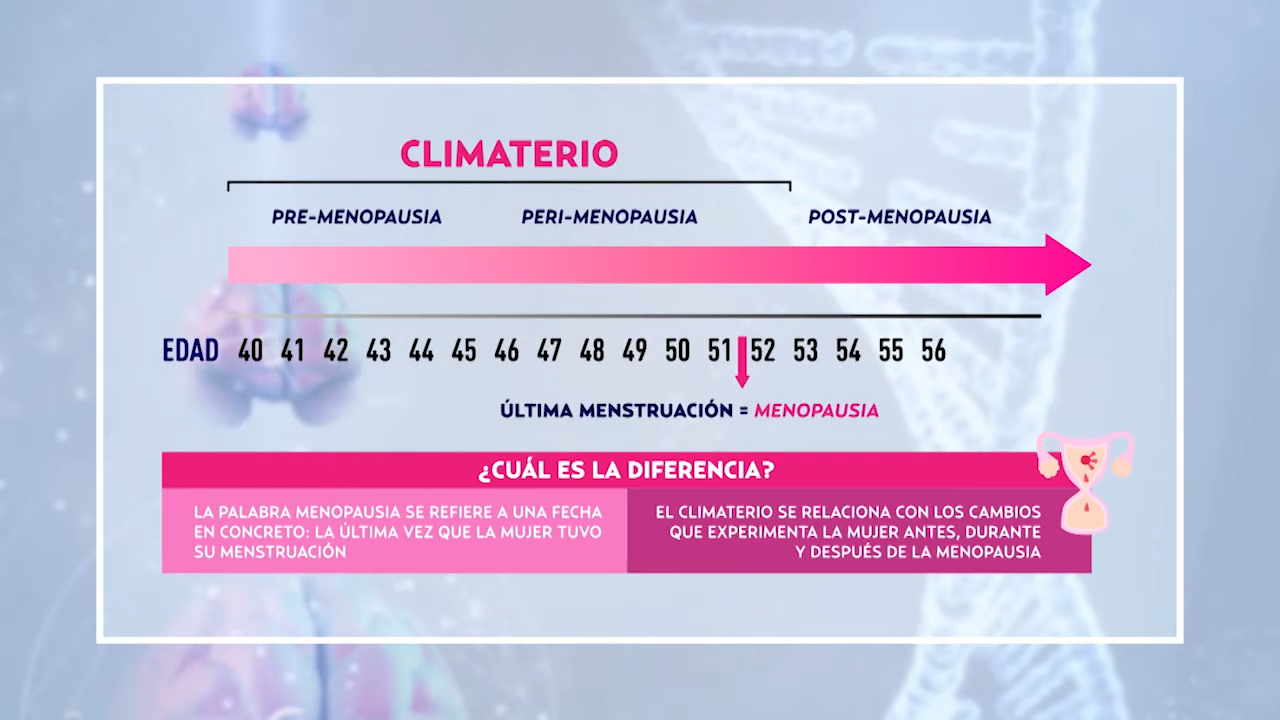 CLIMATERIO
PRE-MENOPAUSIA PERI-MENOPAUSIA POST-MENOPAUSIA
EDAD 40 41 42 43 44 45 46 47 48 49 50 51 52 53 54 55 56
ÚLTIMA MENSTRUACIÓN = MENOPAUSIA
¿CUÁL ES LA DIFERENCIA?
LA PALABRA MENOPAUSIA SE REFIERE A UNA FECHA
EN CONCRETO: LA ÚLTIMA VEZ QUE LA MUJER TUVO
SU MENSTRUACIÓN
EL CLIMATERIO SE RELACIONA CON LOS CAMBIOS
QUE EXPERIMENTA LA MUJER ANTES, DURANTE
Y DESPUÉS DE LA MENOPAUSIA